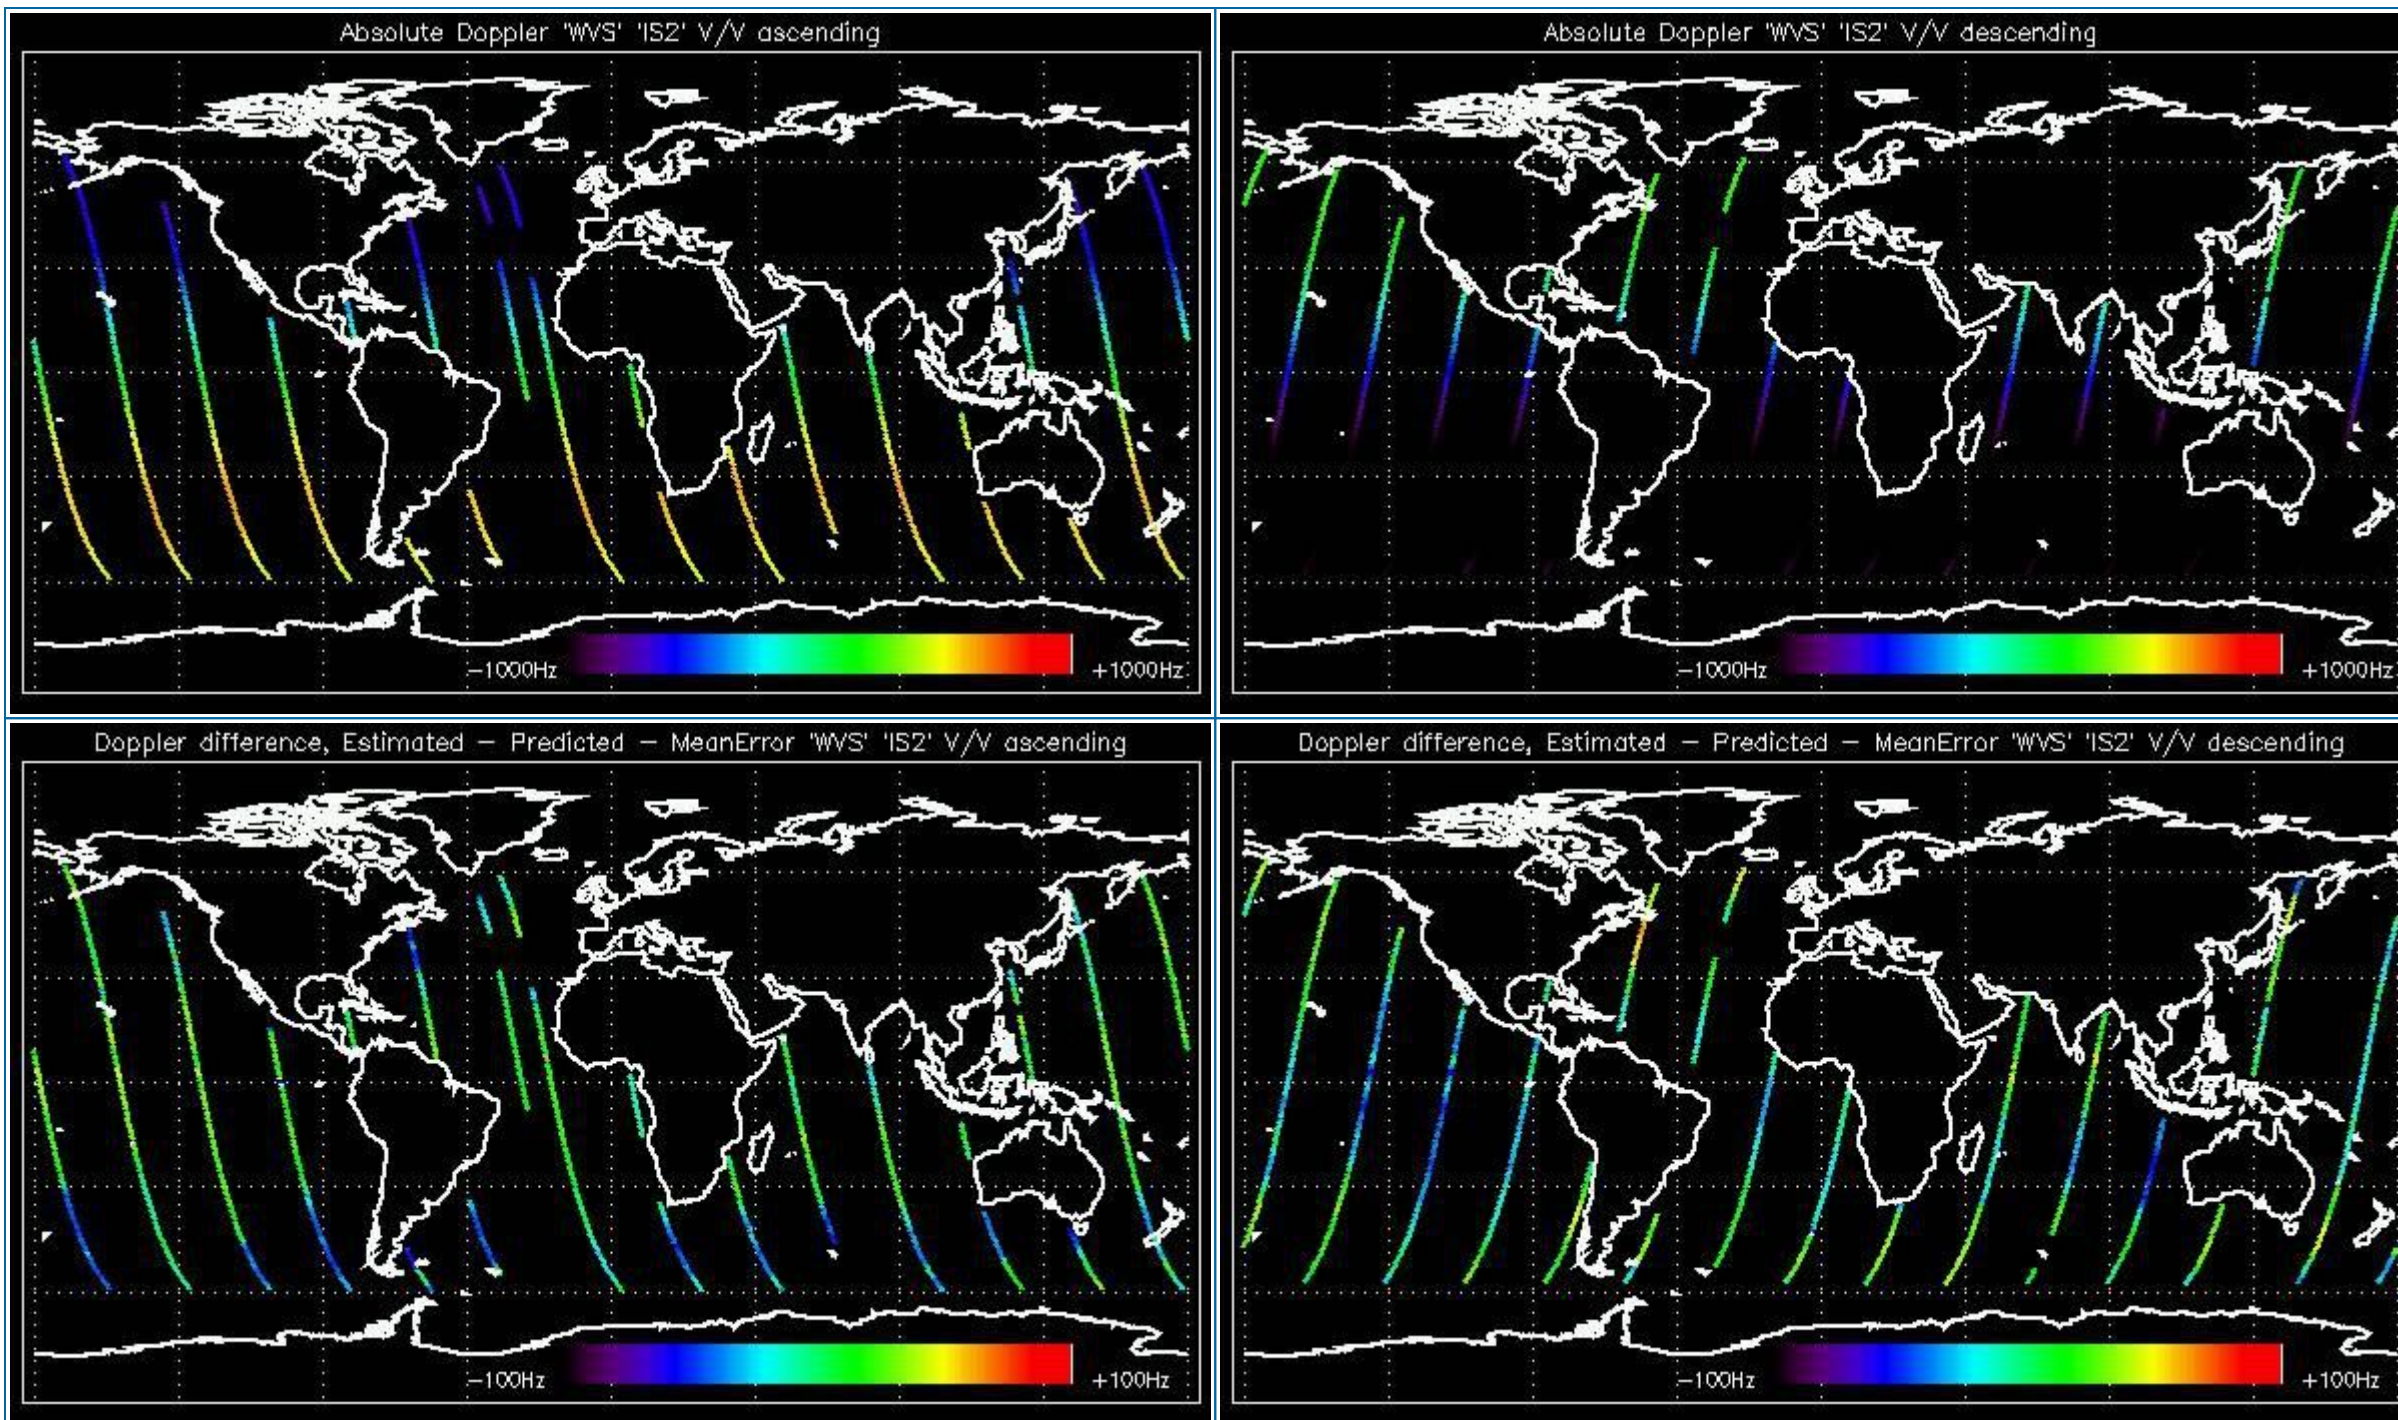 Absolute Doppler 'WVS' 'IS2' V/V ascending
-1000Hz +1000Hz
Absolute Doppler 'WVS' 'IS2' V/V descending
-1000Hz +1000Hz
Doppler difference, Estimated - Predicted - MeanError 'WVS' 'IS2' V/V ascending
-100Hz +100Hz
Doppler difference, Estimated - Predicted - MeanError 'WVS' 'IS2' V/V descending
-100Hz +100Hz